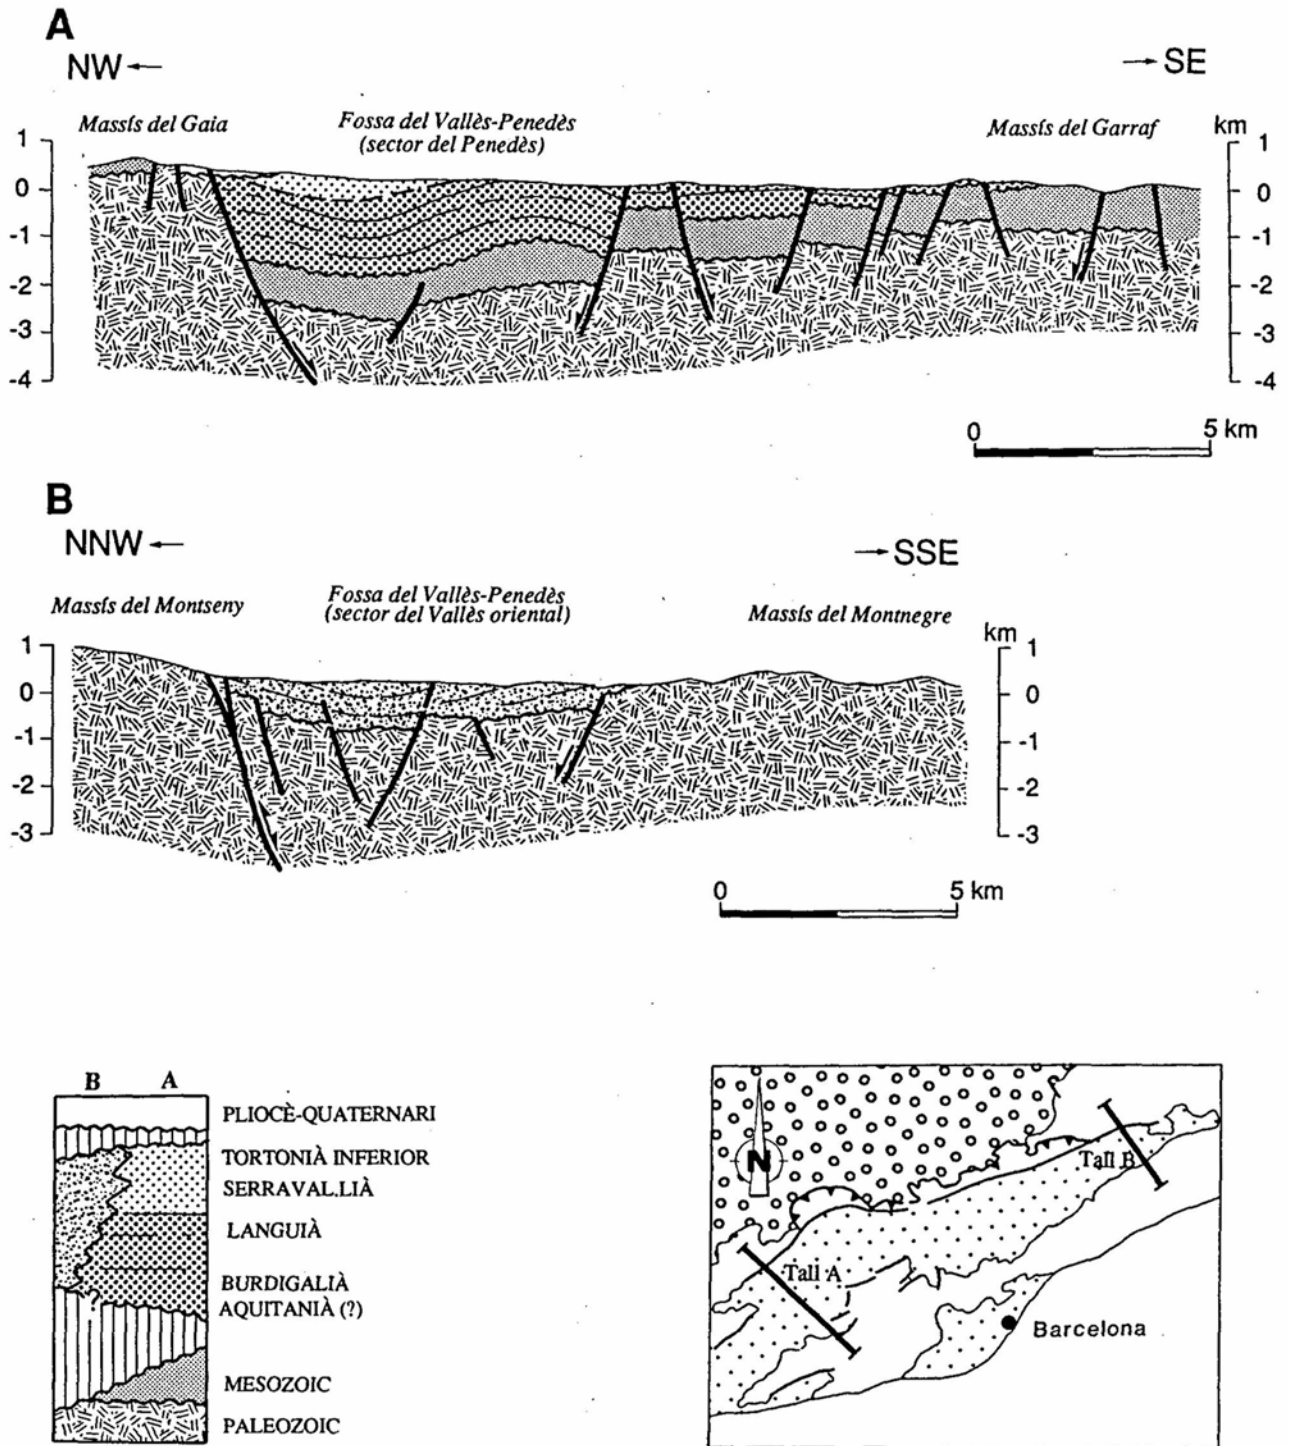 A
NW ← → SE
Massís del Gaia
Fossa del Vallès-Penedès
(sector del Penedès)
Massís del Garraf
km
1
0
-1
-2
-3
-4
1
0
-1
-2
-3
-4
0 5 km
B
NNW ← → SSE
Massís del Montseny
Fossa del Vallès-Penedès
(sector del Vallès oriental)
Massís del Montnegre
km
1
0
-1
-2
-3
1
0
-1
-2
-3
0 5 km
B A
PLIOCÈ-QUATERNARI
TORTONIÀ INFERIOR
SERRAVAL.LIÀ
LANGUIÀ
BURDIGALIÀ
AQUITANIÀ (?)
MESOZOIC
PALEOZOIC
N
Tall B
Tall A
Barcelona